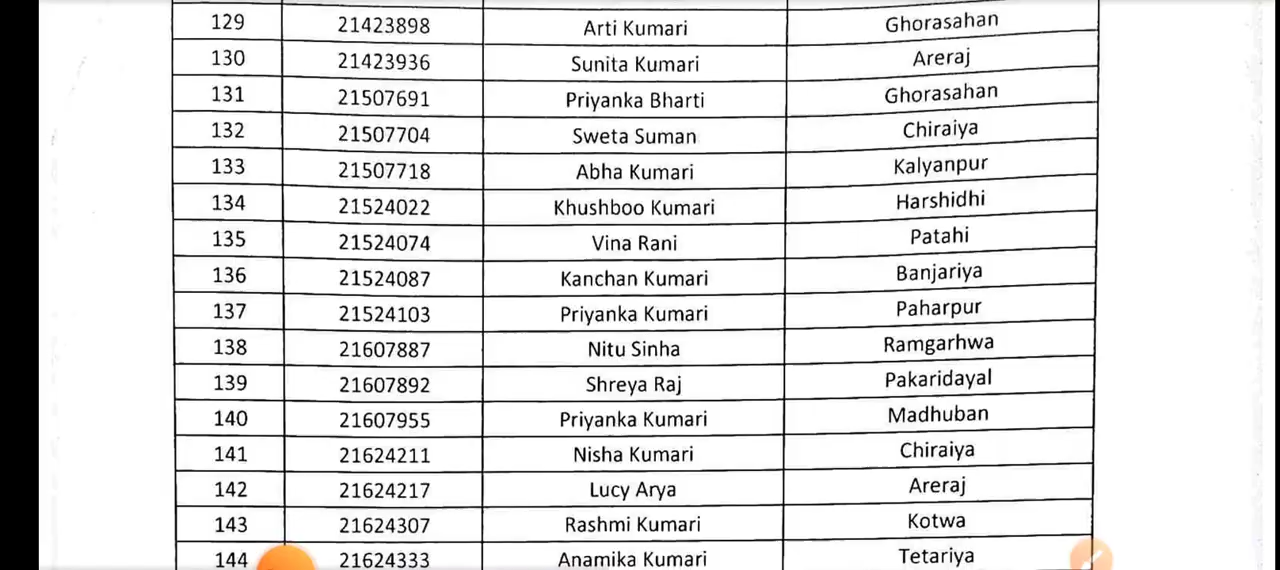 129 21423898 Arti Kumari Ghorasahan
130 21423936 Sunita Kumari Areraj
131 21507691 Priyanka Bharti Ghorasahan
132 21507704 Sweta Suman Chiraiya
133 21507718 Abha Kumari Kalyanpur
134 21524022 Khushboo Kumari Harshidhi
135 21524074 Vina Rani Patahi
136 21524087 Kanchan Kumari Banjariya
137 21524103 Priyanka Kumari Paharpur
138 21607887 Nitu Sinha Ramgarhwa
139 21607892 Shreya Raj Pakaridayal
140 21607955 Priyanka Kumari Madhuban
141 21624211 Nisha Kumari Chiraiya
142 21624217 Lucy Arya Areraj
143 21624307 Rashmi Kumari Kotwa
144 21624333 Anamika Kumari Tetariya